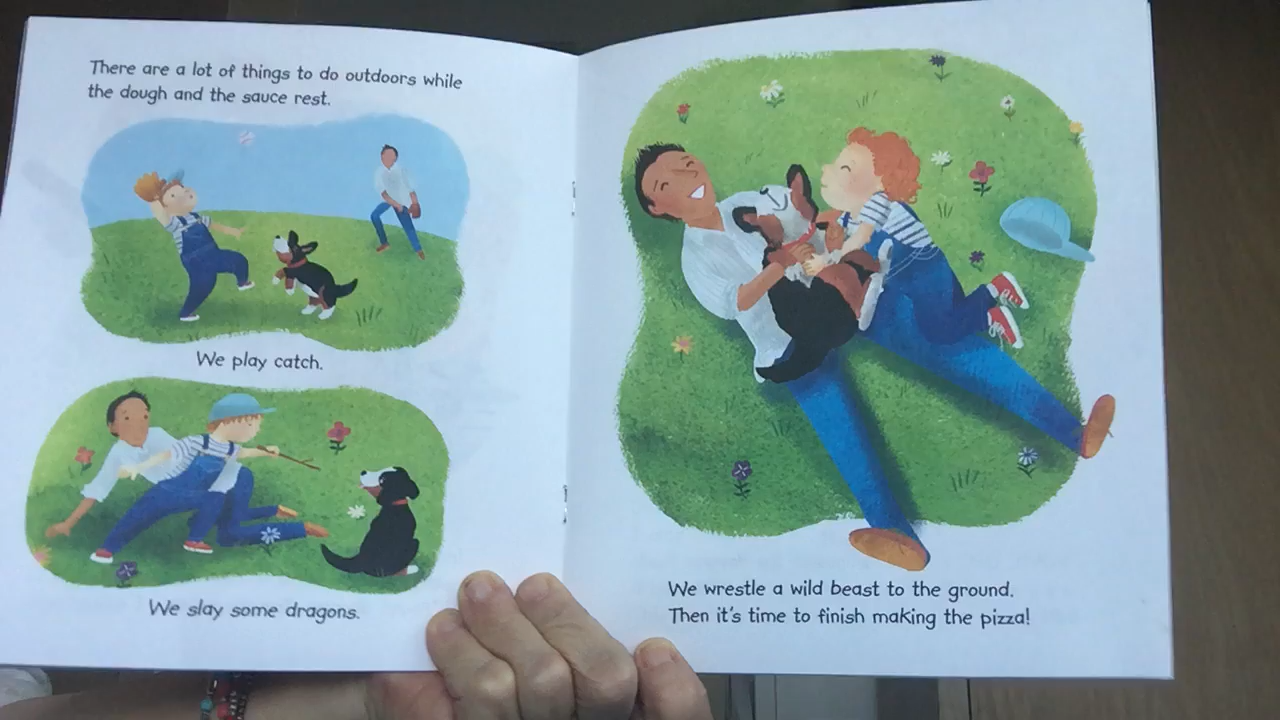 There are a lot of things to do outdoors while
the dough and the sauce rest.
We play catch.
We slay some dragons.
We wrestle a wild beast to the ground.
Then it's time to finish making the pizza!